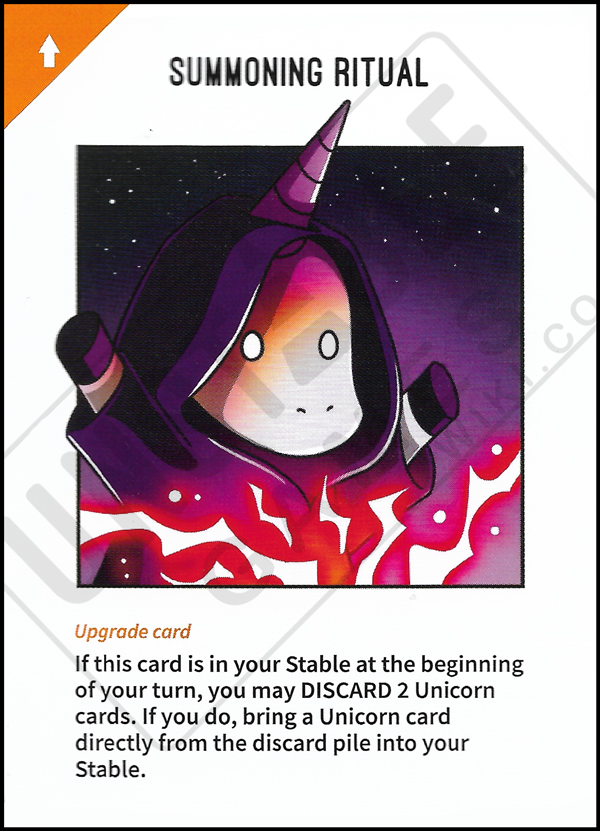 SUMMONING RITUAL
Upgrade card
If this card is in your Stable at the beginning
of your turn, you may DISCARD 2 Unicorn
cards. If you do, bring a Unicorn card
directly from the discard pile into your
Stable.